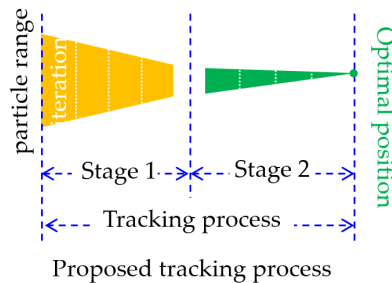 particle range
iteration
Optimal position
Stage 1
Stage 2
Tracking process
Proposed tracking process